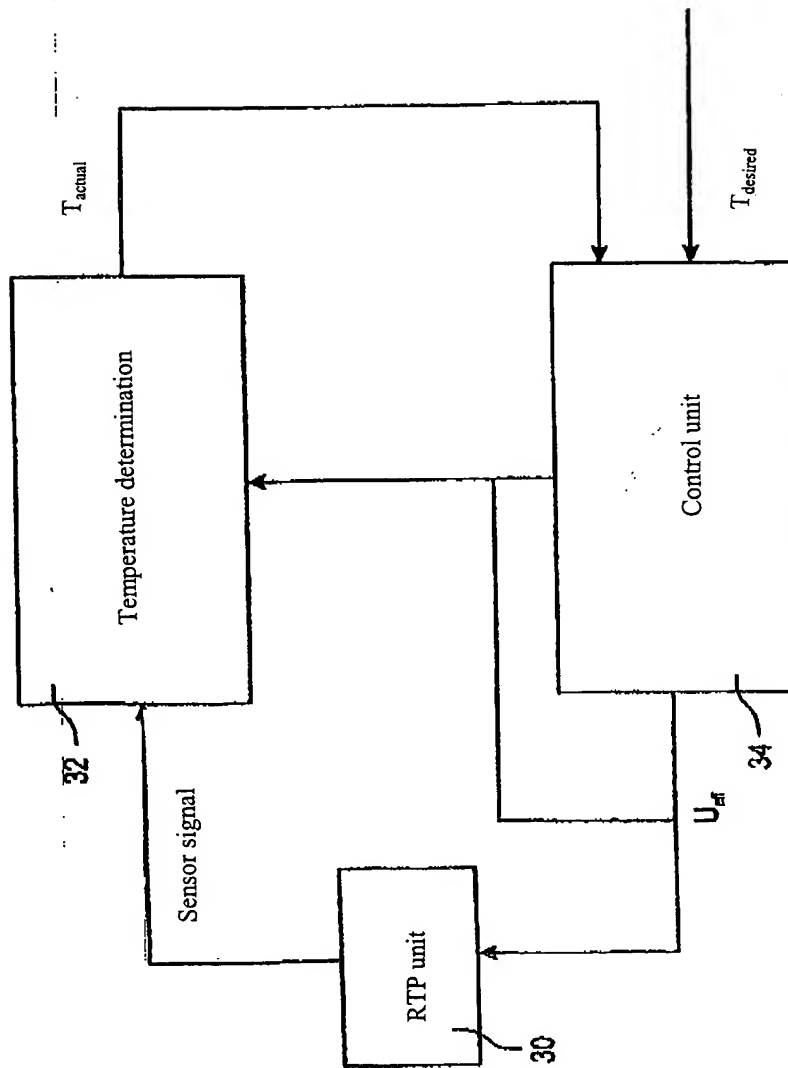 T_actual
Temperature determination
32
Sensor signal
RTP unit
30
U_eff
Control unit
34
T_desired